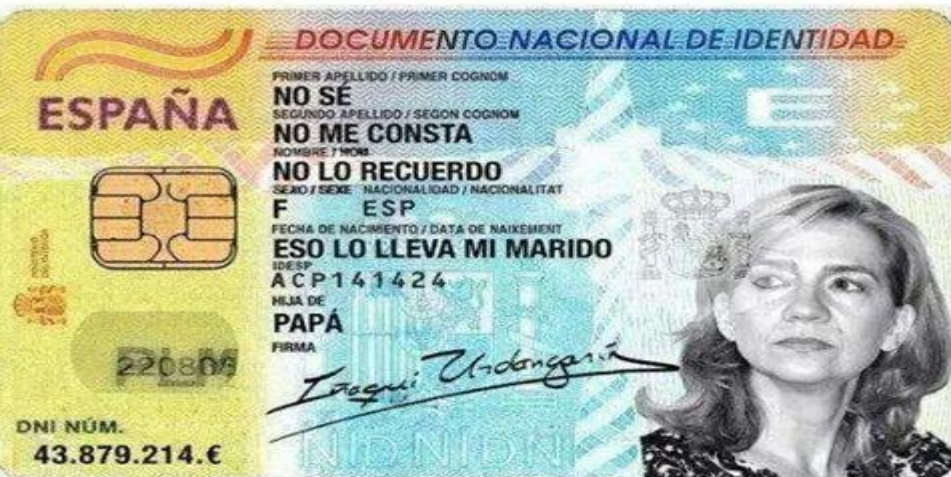 DOCUMENTO NACIONAL DE IDENTIDAD
ESPAÑA
PRIMER APELLIDO / PRIMER COGNOM
NO SÉ
SEGUNDO APELLIDO / SEGON COGNOM
NO ME CONSTA
NOMBRE / NOM
NO LO RECUERDO
SEXO / SEXE NACIONALIDAD / NACIONALITAT
F ESP
FECHA DE NACIMIENTO / DATA DE NAIXEMENT
ESO LO LLEVA MI MARIDO
IDESP
ACP141424
HIJA DE
PAPÁ
FIRMA
Iñaqui Urdangarín
220806
DNI NÚM.
43.879.214.€